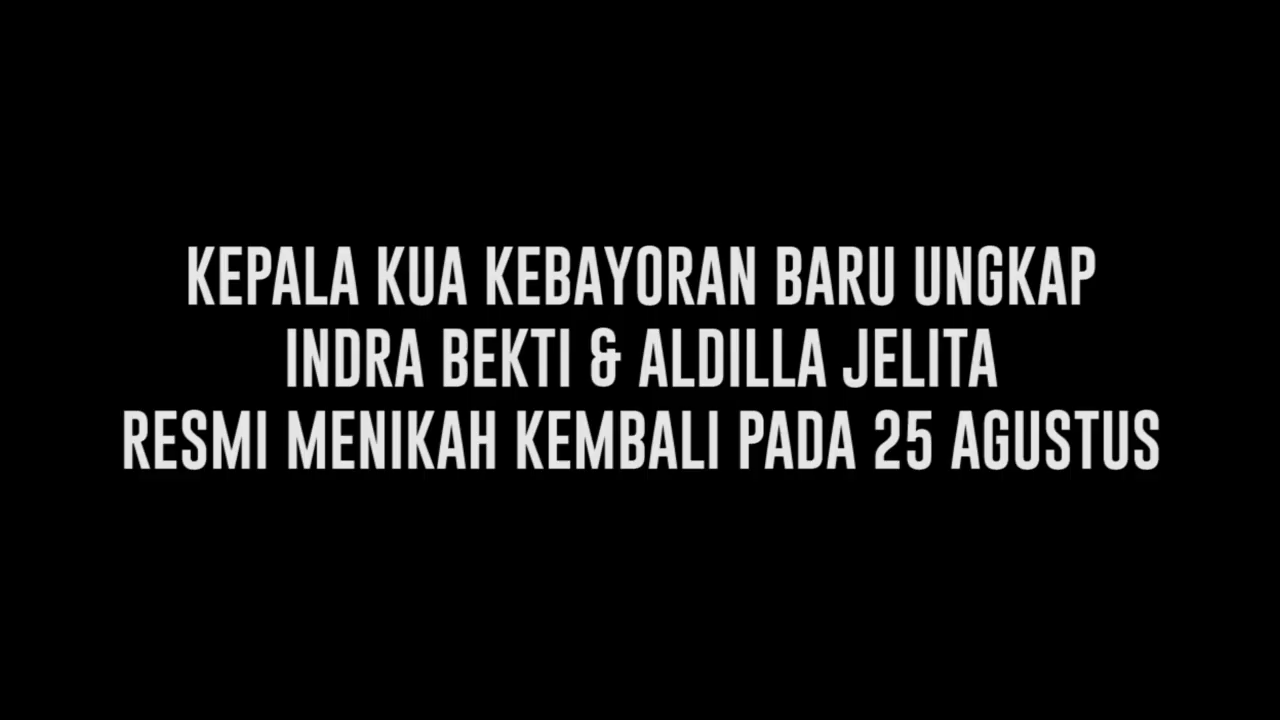 KEPALA KUA KEBAYORAN BARU UNGKAP
INDRA BEKTI & ALDILLA JELITA
RESMI MENIKAH KEMBALI PADA 25 AGUSTUS